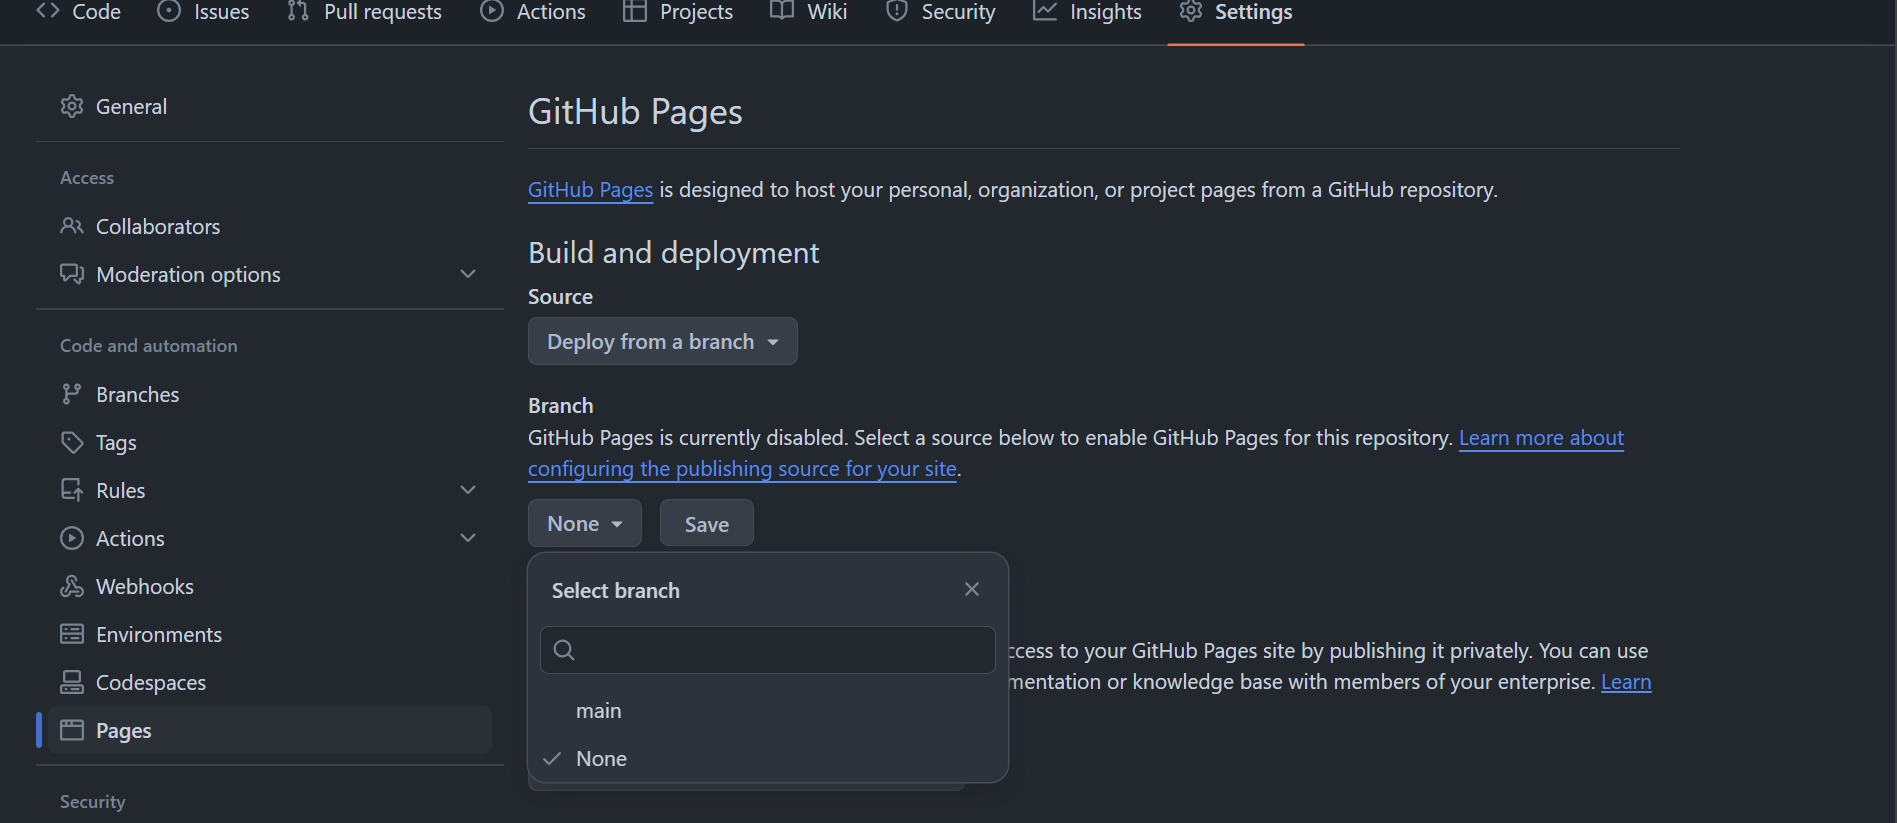 Code
Issues
Pull requests
Actions
Projects
Wiki
Security
Insights
Settings
General
Access
Collaborators
Moderation options
Code and automation
Branches
Tags
Rules
Actions
Webhooks
Environments
Codespaces
Pages
Security
GitHub Pages
GitHub Pages is designed to host your personal, organization, or project pages from a GitHub repository.
Build and deployment
Source
Deploy from a branch
Branch
GitHub Pages is currently disabled. Select a source below to enable GitHub Pages for this repository. Learn more about
configuring the publishing source for your site.
None
Save
Select branch
main
None
to your GitHub Pages site by publishing it privately. You can use
or knowledge base with members of your enterprise. Learn